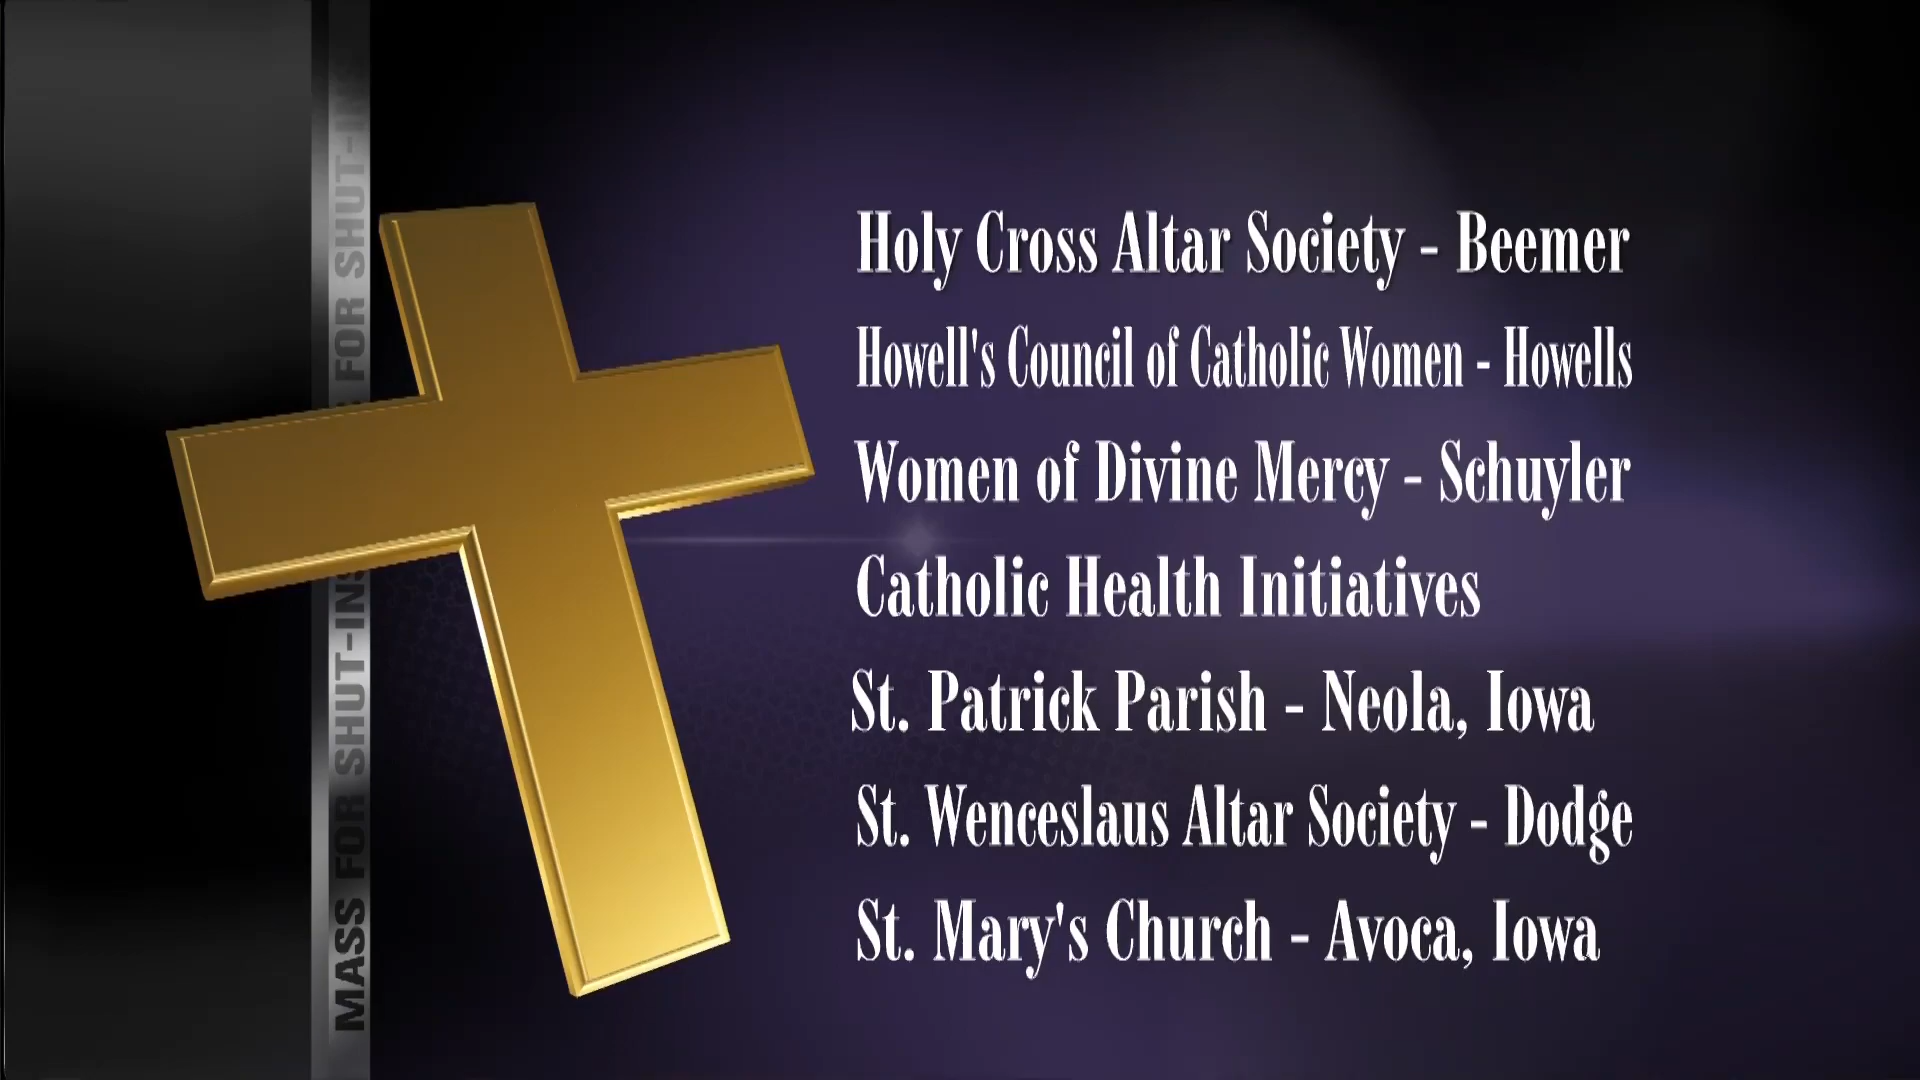 MASS FOR SHUT-INS FOR SHUT-
Holy Cross Altar Society - Beemer
Howell's Council of Catholic Women - Howells
Women of Divine Mercy - Schuyler
Catholic Health Initiatives
St. Patrick Parish - Neola, Iowa
St. Wenceslaus Altar Society - Dodge
St. Mary's Church - Avoca, Iowa